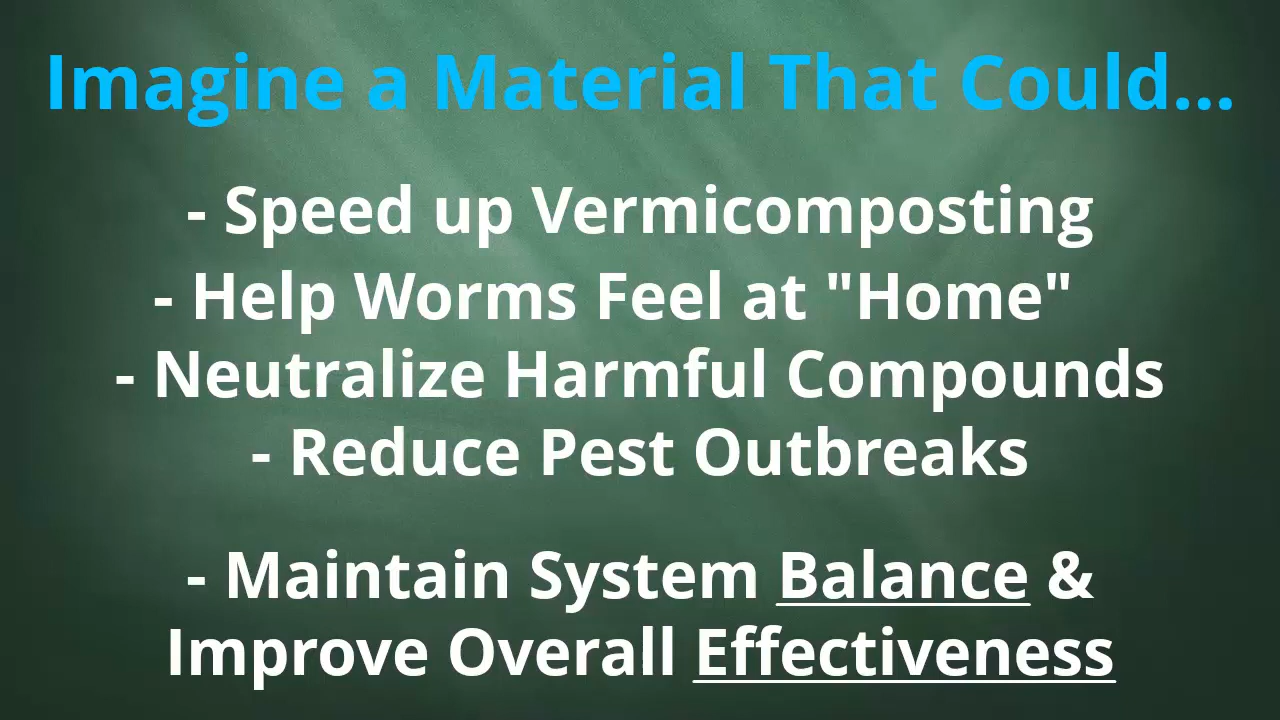 Imagine a Material That Could...
- Speed up Vermicomposting
- Help Worms Feel at "Home"
- Neutralize Harmful Compounds
- Reduce Pest Outbreaks
- Maintain System Balance &
Improve Overall Effectiveness